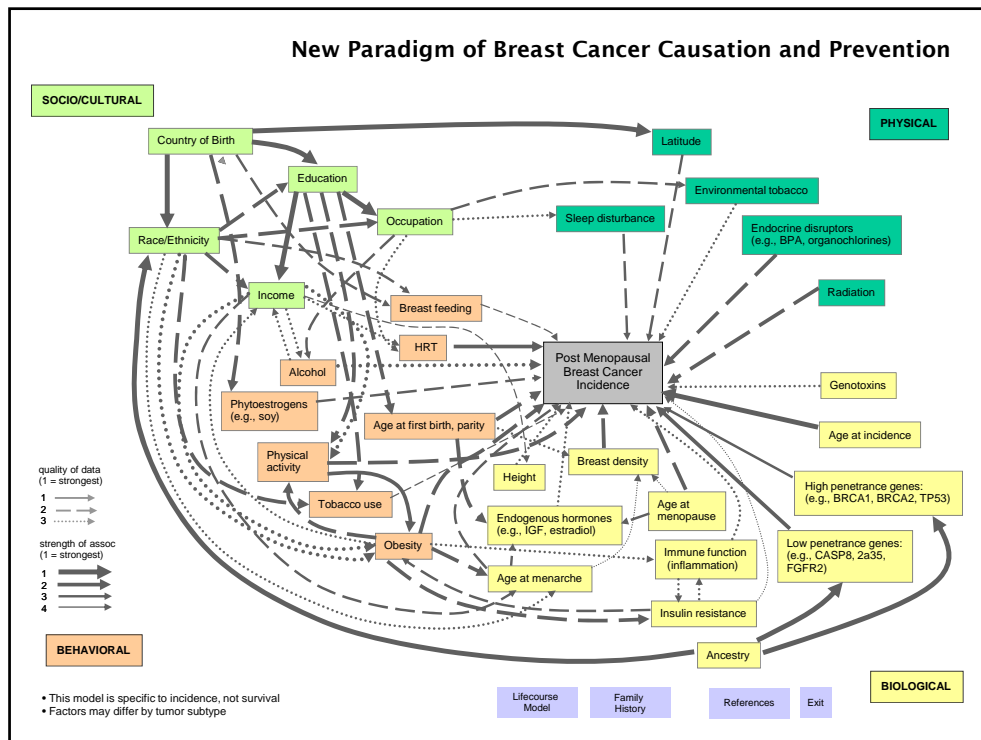 New Paradigm of Breast Cancer Causation and Prevention
SOCIO/CULTURAL
PHYSICAL
Country of Birth
Latitude
Education
Environmental tobacco
Occupation
Sleep disturbance
Endocrine disruptors
(e.g., BPA, organochlorines)
Race/Ethnicity
Income
Radiation
Breast feeding
HRT
Post Menopausal
Breast Cancer
Incidence
Alcohol
Genotoxins
Phytoestrogens
(e.g., soy)
Age at first birth, parity
Age at incidence
Physical
activity
Breast density
Height
High penetrance genes:
(e.g., BRCA1, BRCA2, TP53)
quality of data
(1 = strongest)
1
2
3
Tobacco use
Endogenous hormones
(e.g., IGF, estradiol)
Age at
menopause
Low penetrance genes:
(e.g., CASP8, 2a35,
FGFR2)
strength of assoc
(1 = strongest)
1
2
3
4
Obesity
Immune function
(inflammation)
Age at menarche
Insulin resistance
BEHAVIORAL
Ancestry
BIOLOGICAL
• This model is specific to incidence, not survival
• Factors may differ by tumor subtype
Lifecourse
Model
Family
History
References
Exit